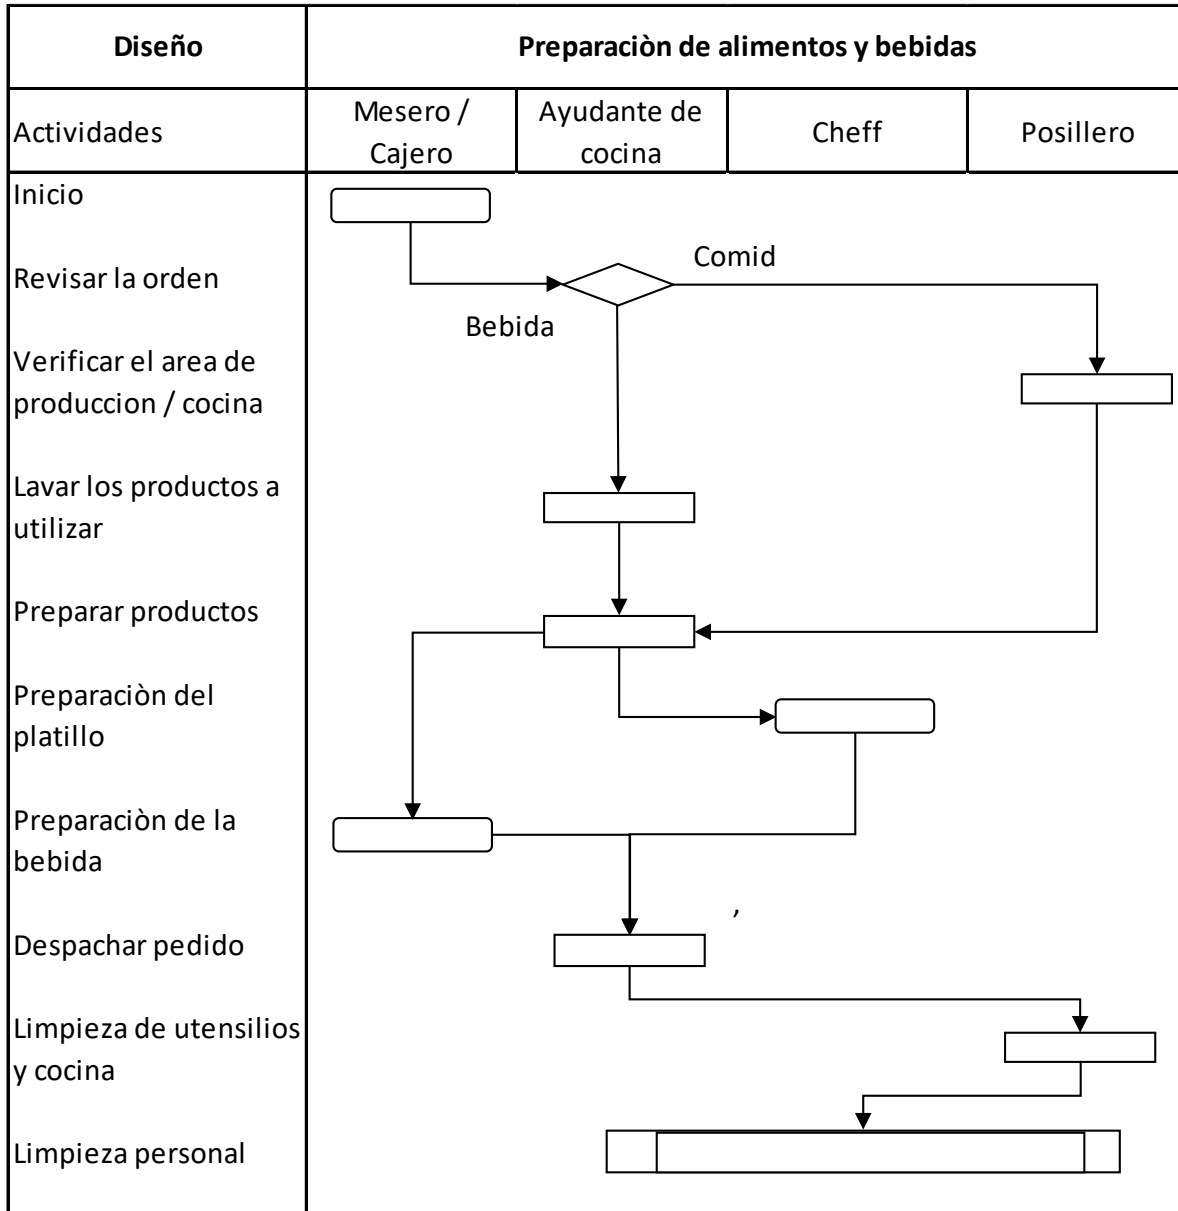 Diseño
Preparaciòn de alimentos y bebidas
Actividades
Mesero /
Cajero
Ayudante de
cocina
Cheff
Posillero
Inicio
Comid
Revisar la orden
Bebida
Verificar el area de
produccion / cocina
Lavar los productos a
utilizar
Preparar productos
Preparaciòn del
platillo
Preparaciòn de la
bebida
,
Despachar pedido
Limpieza de utensilios
y cocina
Limpieza personal